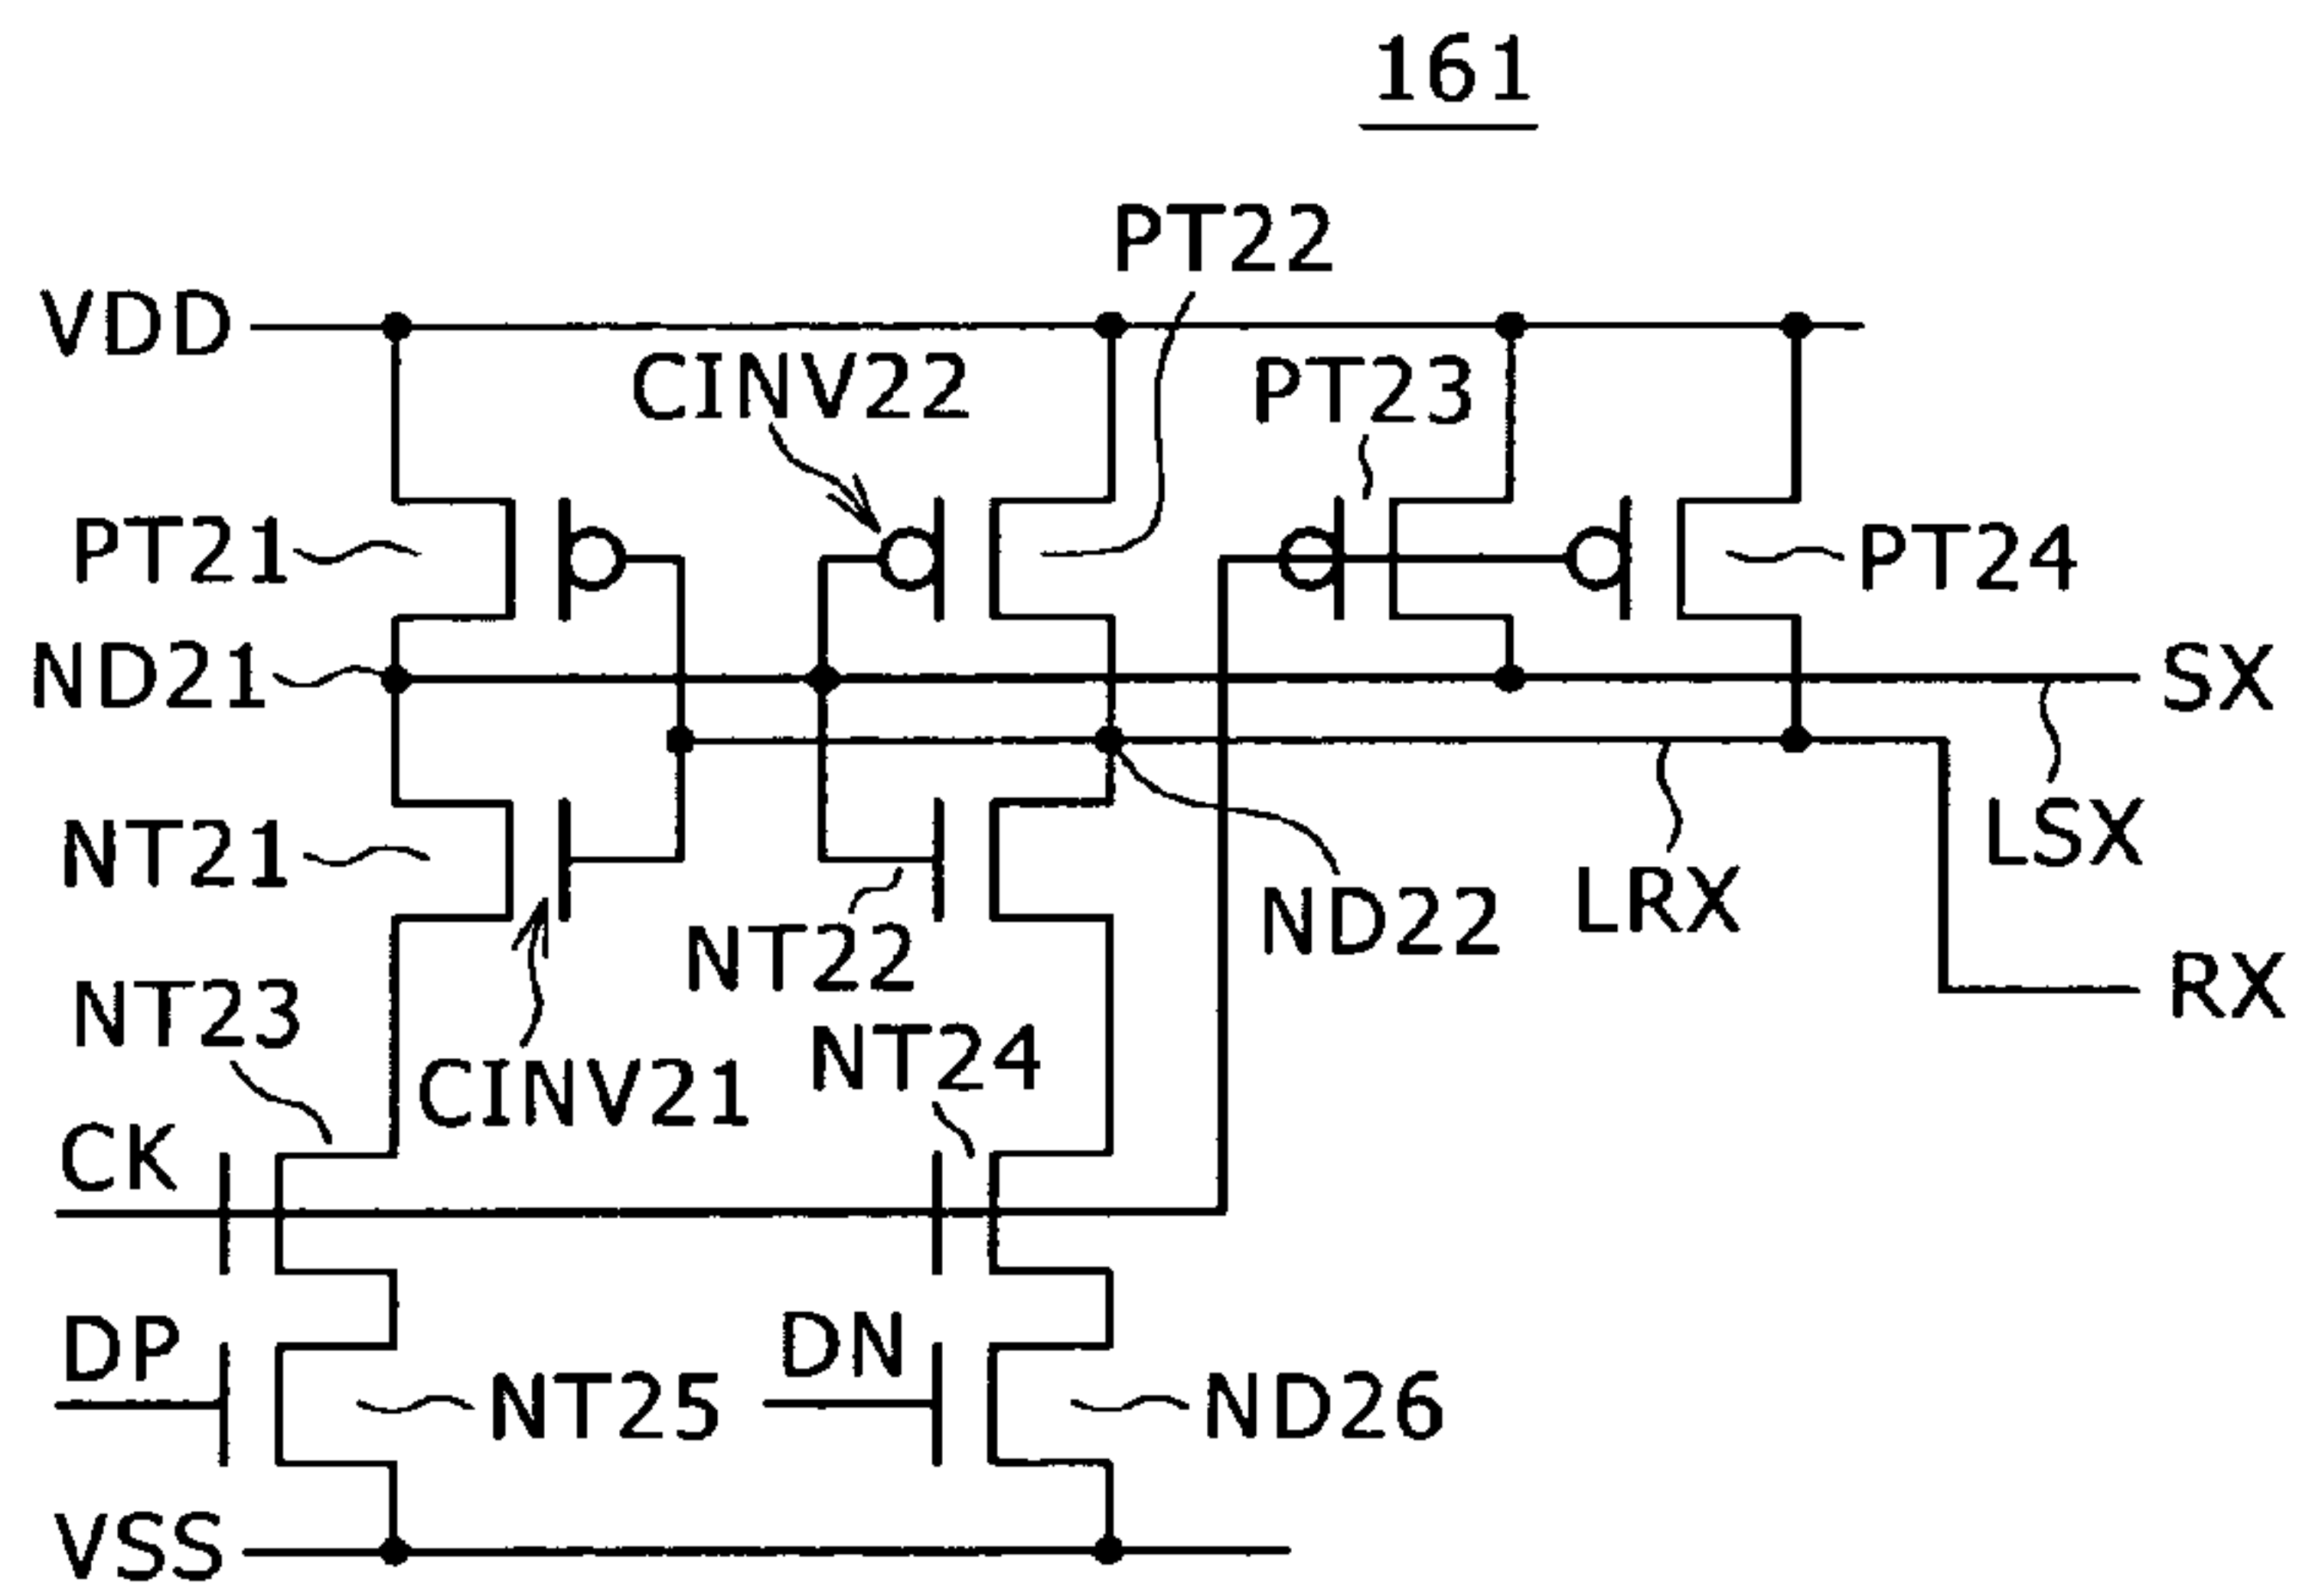 161
PT22
VDD
CINV22
PT23
PT21
PT24
ND21
SX
NT21
LSX
LRX
ND22
NT22
RX
NT23
NT24
CINV21
CK
DP
DN
NT25
ND26
VSS